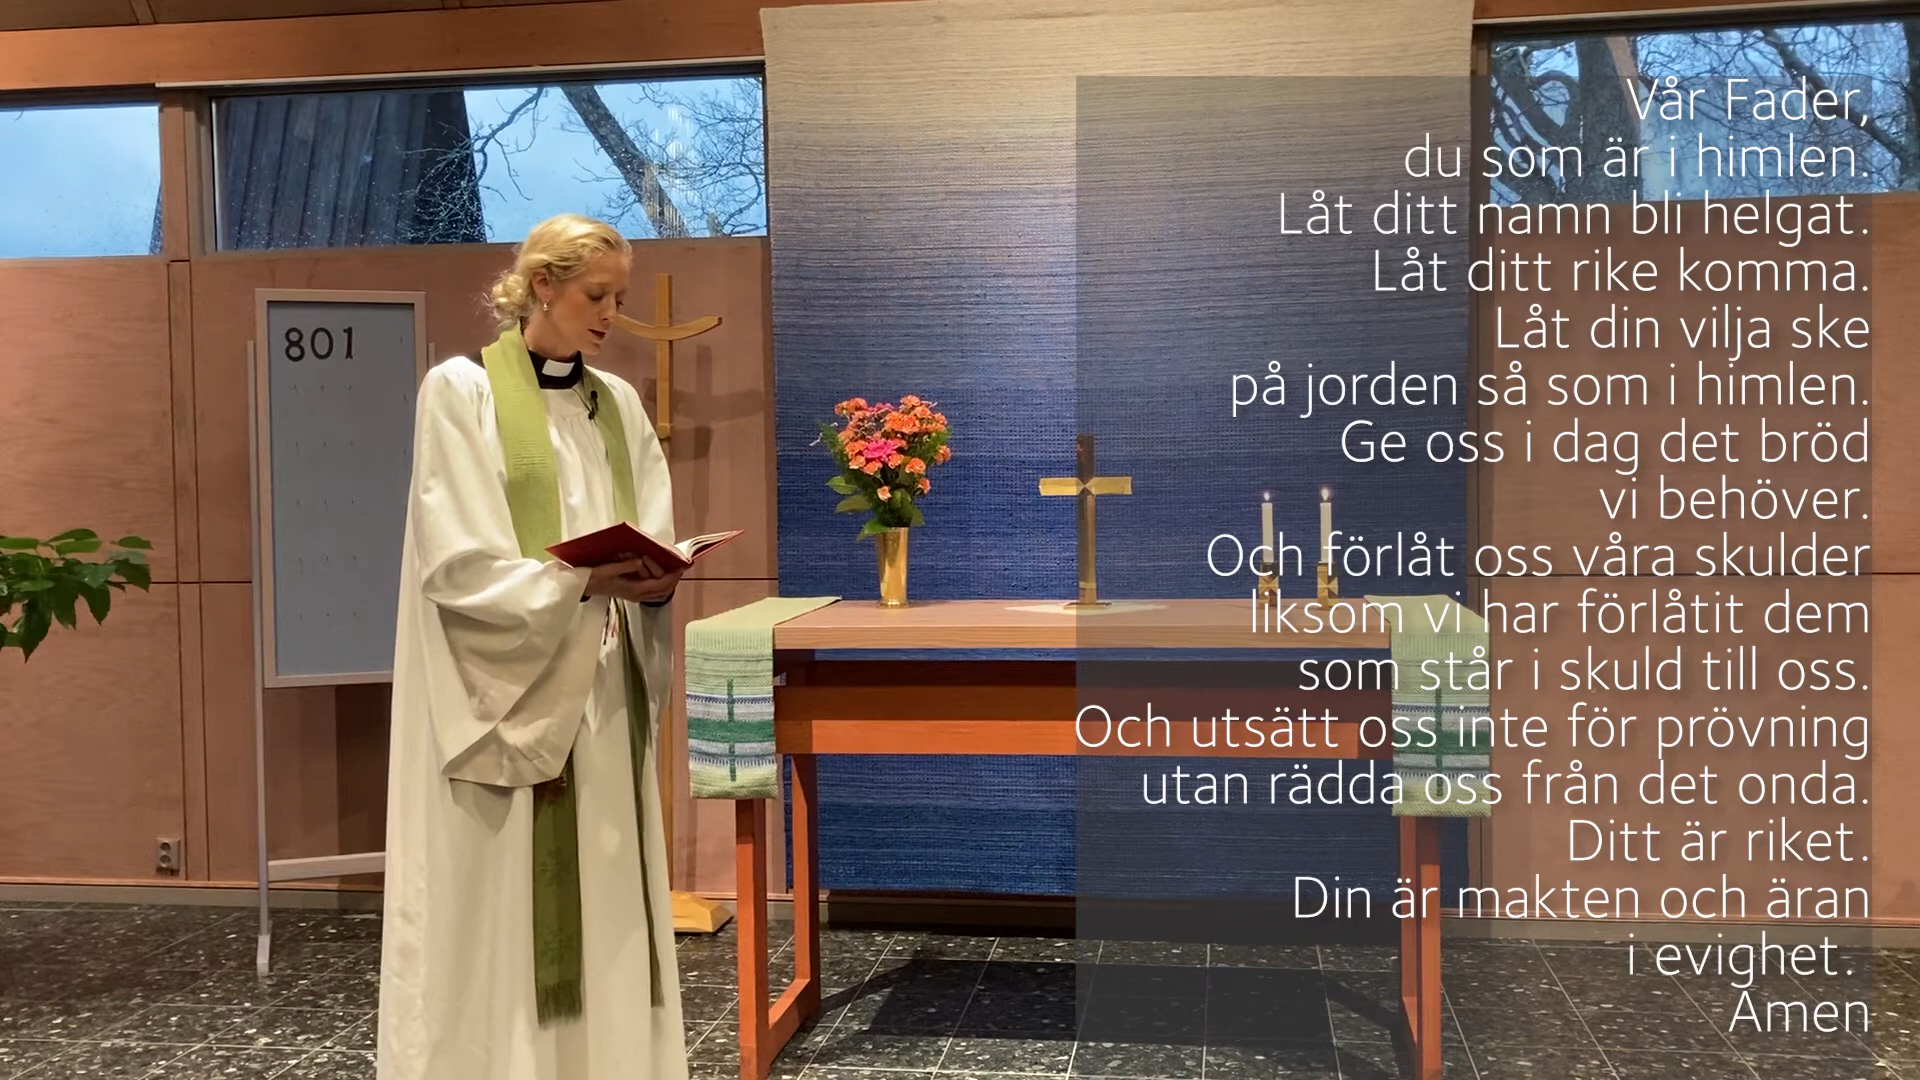 801
Vår Fader,
du som är i himlen.
Låt ditt namn bli helgat.
Låt ditt rike komma.
Låt din vilja ske
på jorden så som i himlen.
Ge oss i dag det bröd
vi behöver.
Och förlåt oss våra skulder
liksom vi har förlåtit dem
som står i skuld till oss.
Och utsätt oss inte för prövning
utan rädda oss från det onda.
Ditt är riket.
Din är makten och äran
i evighet.
Amen